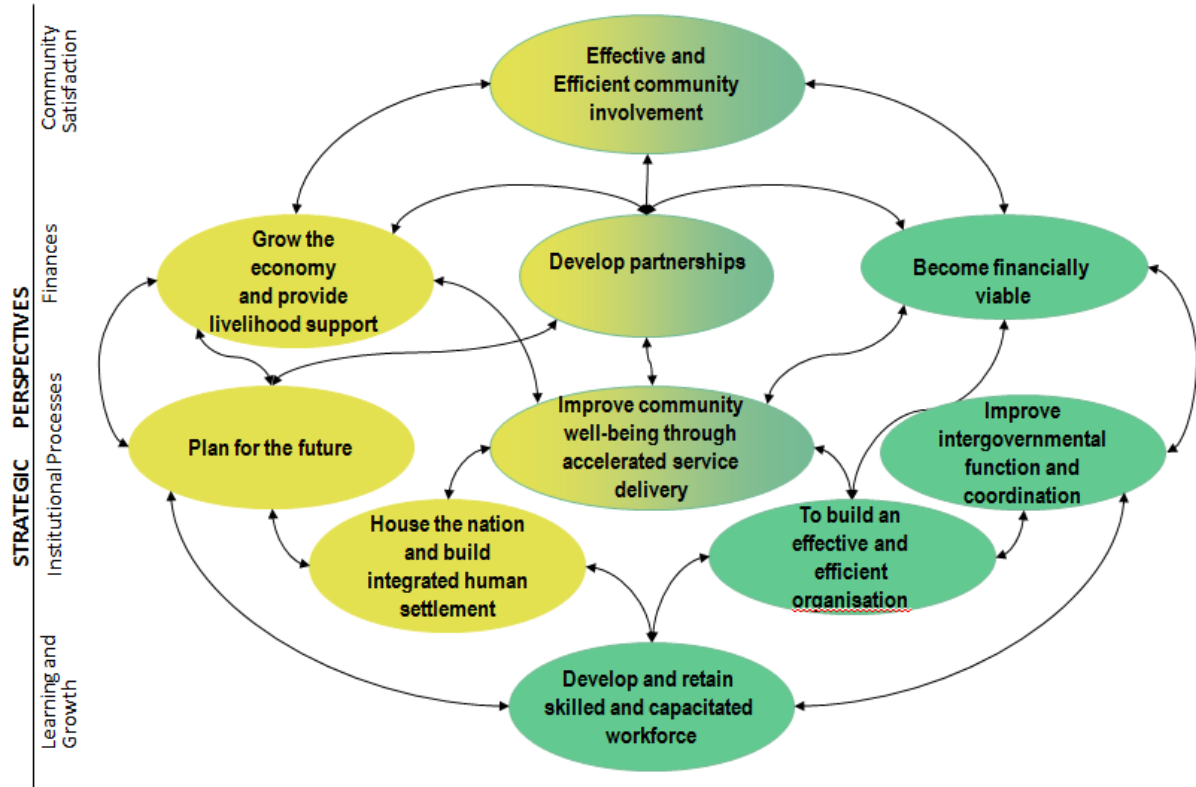 STRATEGIC PERSPECTIVES
Community
Satisfaction
Effective and
Efficient community
involvement
Finances
Grow the
economy
and provide
livelihood support
Develop partnerships
Become financially
viable
Institutional Processes
Plan for the future
Improve community
well-being through
accelerated service
delivery
Improve
intergovernmental
function and
coordination
House the nation
and build
integrated human
settlement
To build an
effective and
efficient
organisation
Learning and
Growth
Develop and retain
skilled and capacitated
workforce